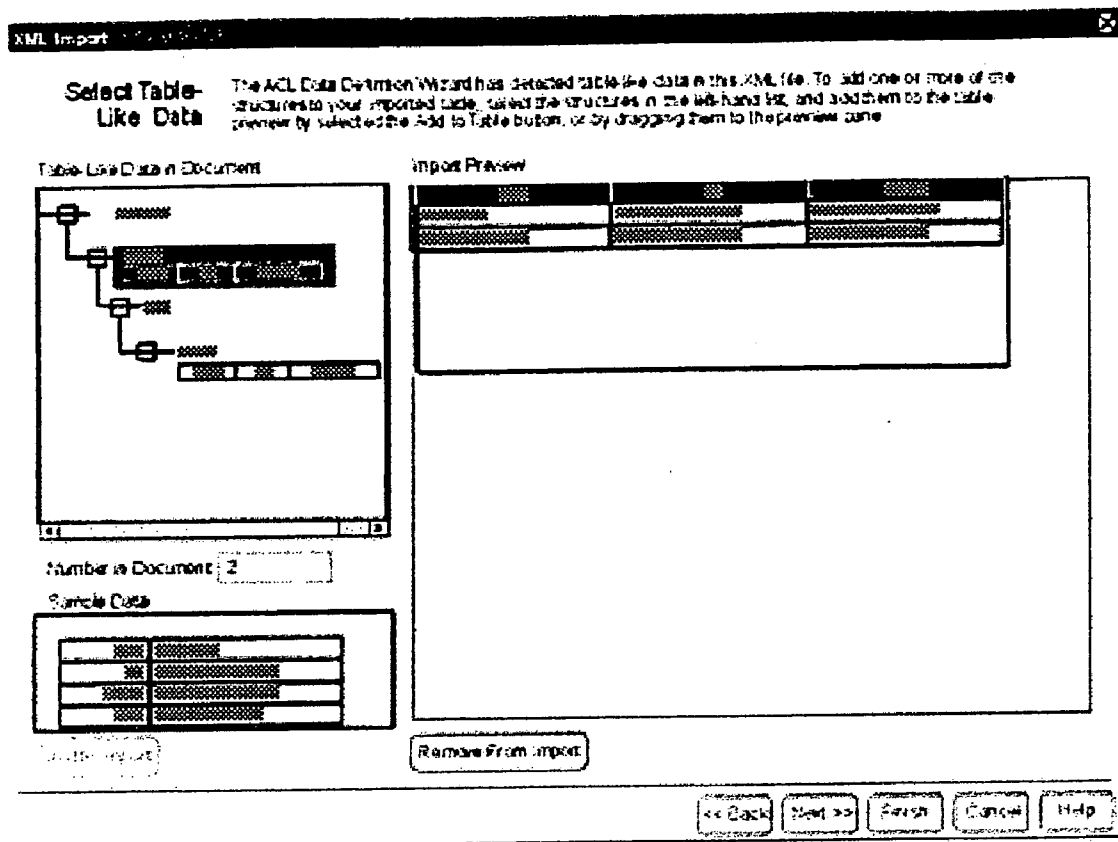 XML Import
Select Table-
Like Data
The ACL Data Definition Wizard has detected table-like data in this XML file. To add one or more of the
structures to your imported table, select the structures in the left-hand list, and add them to the table
preview by selected the Add to Table button, or by dragging them to the preview pane
Table-Like Data in Document
Import Preview
Number in Document: 2
Sample Data
Remove From Import
<< Back
Next >>
Finish
Cancel
Help